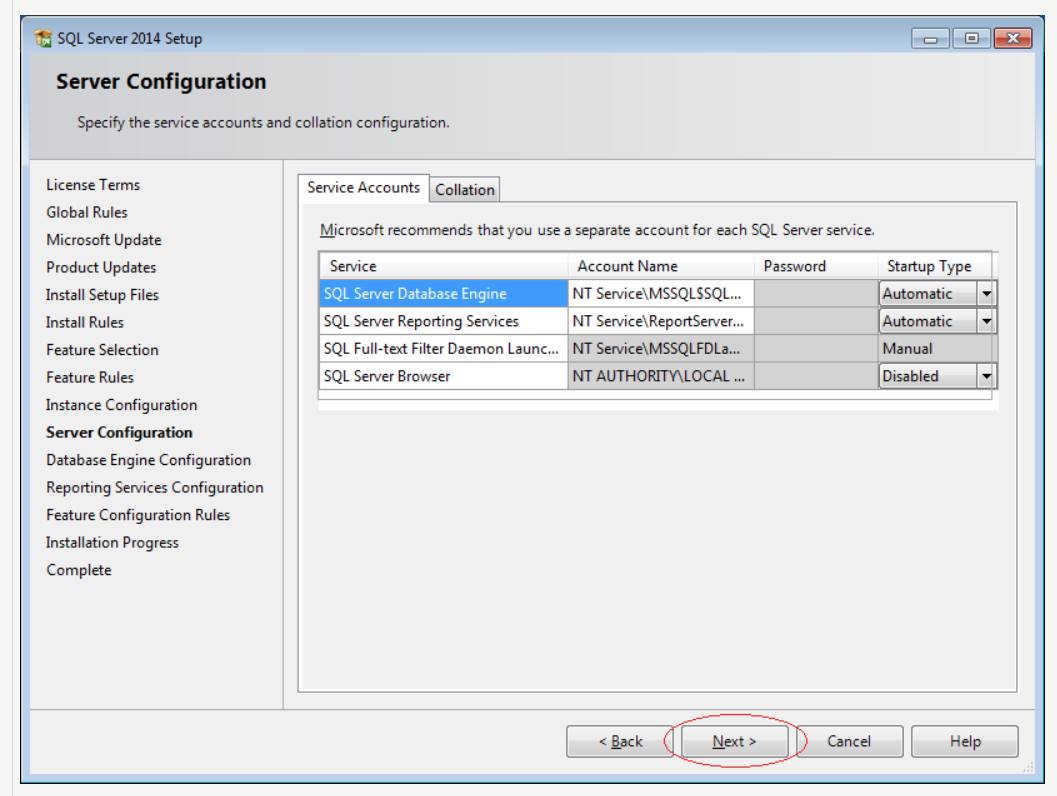 SQL Server 2014 Setup
Server Configuration
Specify the service accounts and collation configuration.
License Terms
Global Rules
Microsoft Update
Product Updates
Install Setup Files
Install Rules
Feature Selection
Feature Rules
Instance Configuration
Server Configuration
Database Engine Configuration
Reporting Services Configuration
Feature Configuration Rules
Installation Progress
Complete
Service Accounts Collation
Microsoft recommends that you use a separate account for each SQL Server service.
Service Account Name Password Startup Type
SQL Server Database Engine NT Service\MSSQL$SQL... Automatic
SQL Server Reporting Services NT Service\ReportServer... Automatic
SQL Full-text Filter Daemon Launc... NT Service\MSSQLFDLa... Manual
SQL Server Browser NT AUTHORITY\LOCAL ... Disabled
< Back Next > Cancel Help